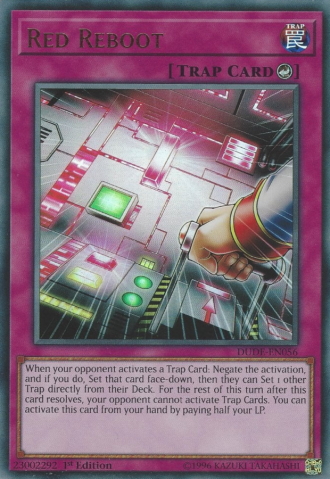 RED REBOOT
TRAP
罠
[TRAP CARD]
DUDE-EN056
When your opponent activates a Trap Card: Negate the activation,
and if you do, Set that card face-down, then they can Set 1 other
Trap directly from their Deck. For the rest of this turn after this
card resolves, your opponent cannot activate Trap Cards. You can
activate this card from your hand by paying half your LP.
23002292 1st Edition ©1996 KAZUKI TAKAHASHI